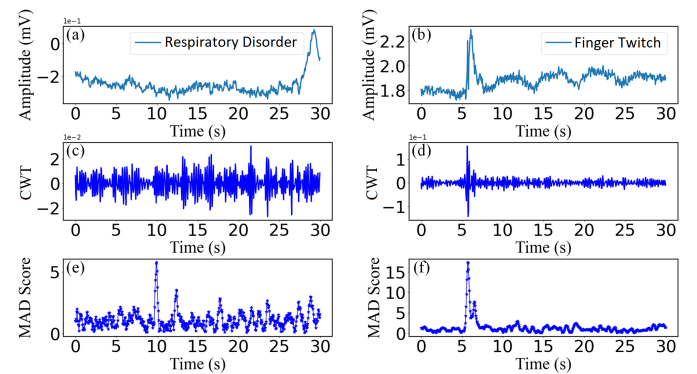 1e−1
(a)
Respiratory Disorder
Amplitude (mV)
0
−2
0 5 10 15 20 25 30
Time (s)
(b)
Finger Twitch
Amplitude (mV)
2.2
2.0
1.8
0 5 10 15 20 25 30
Time (s)
1e−2
(c)
CWT
2
0
−2
0 5 10 15 20 25 30
Time (s)
1e−1
(d)
CWT
1
0
−1
0 5 10 15 20 25 30
Time (s)
(e)
MAD Score
5
0
0 5 10 15 20 25 30
Time (s)
(f)
MAD Score
15
10
5
0
0 5 10 15 20 25 30
Time (s)